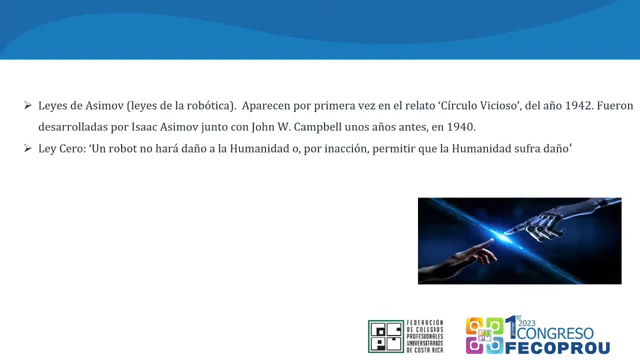 Leyes de Asimov (leyes de la robótica). Aparecen por primera vez en el relato ‘Círculo Vicioso’, del año 1942. Fueron
desarrolladas por Isaac Asimov junto con John W. Campbell unos años antes, en 1940.
Ley Cero: ‘Un robot no hará daño a la Humanidad o, por inacción, permitir que la Humanidad sufra daño’
FEDERACIÓN
DE COLEGIOS
PROFESIONALES
UNIVERSITARIOS
DE COSTA RICA
1
2023
CONGRESO
FECOPROU